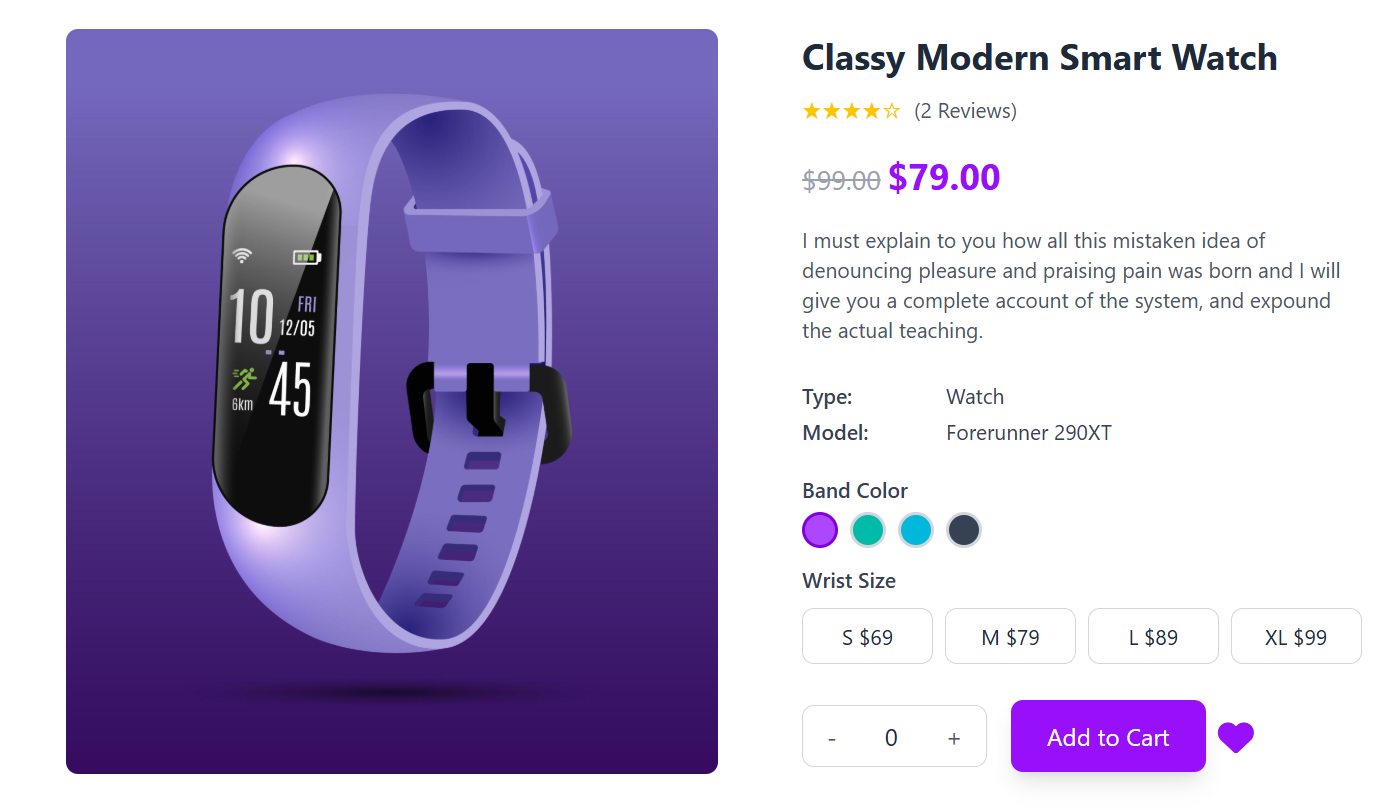 10
FRI
12/05
45
6km
Classy Modern Smart Watch
(2 Reviews)
$99.00 $79.00
I must explain to you how all this mistaken idea of
denouncing pleasure and praising pain was born and I will
give you a complete account of the system, and expound
the actual teaching.
Type: Watch
Model: Forerunner 290XT
Band Color
Wrist Size
S $69 M $79 L $89 XL $99
- 0 + Add to Cart